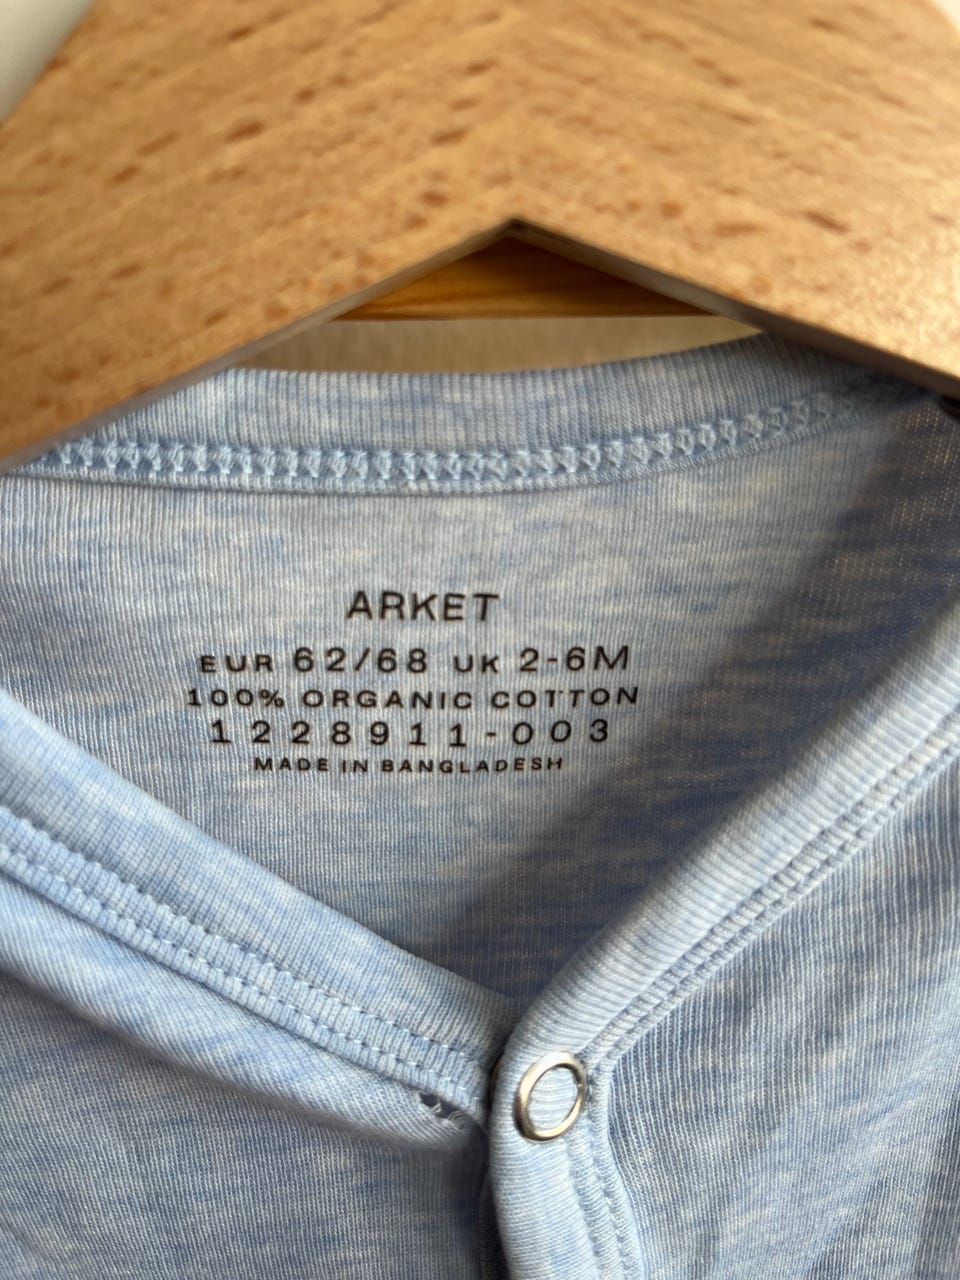 ARKET
EUR 62/68 UK 2-6M
100% ORGANIC COTTON
1228911-003
MADE IN BANGLADESH